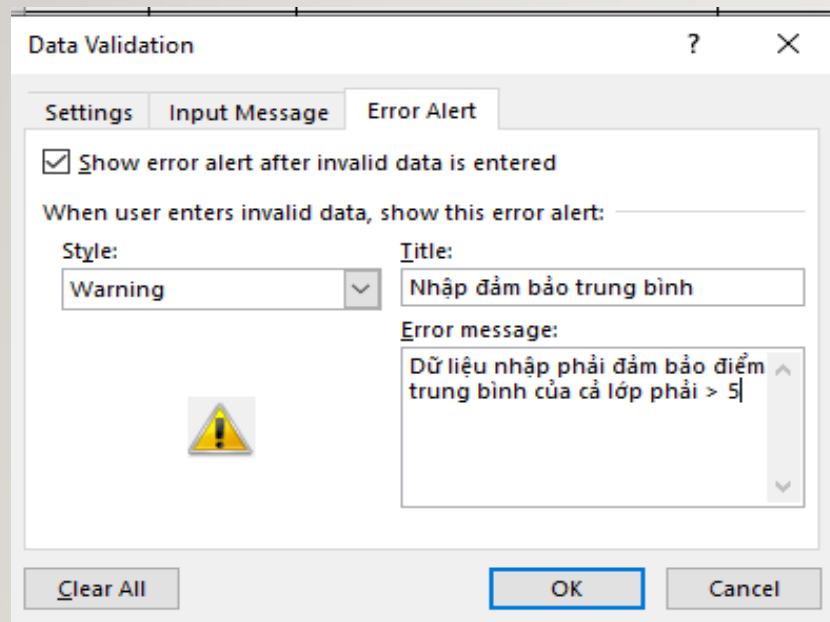 Data Validation
?
Settings
Input Message
Error Alert
Show error alert after invalid data is entered
When user enters invalid data, show this error alert:
Style:
Title:
Warning
Nhập đảm bảo trung bình
Error message:
Dữ liệu nhập phải đảm bảo điểm
trung bình của cả lớp phải > 5
Clear All
OK
Cancel